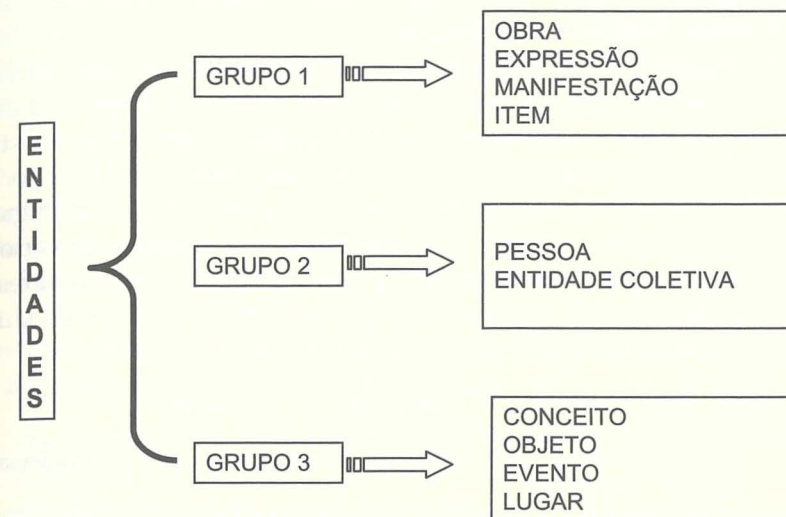 ENTIDADES
GRUPO 1
OBRA
EXPRESSÃO
MANIFESTAÇÃO
ITEM
GRUPO 2
PESSOA
ENTIDADE COLETIVA
GRUPO 3
CONCEITO
OBJETO
EVENTO
LUGAR